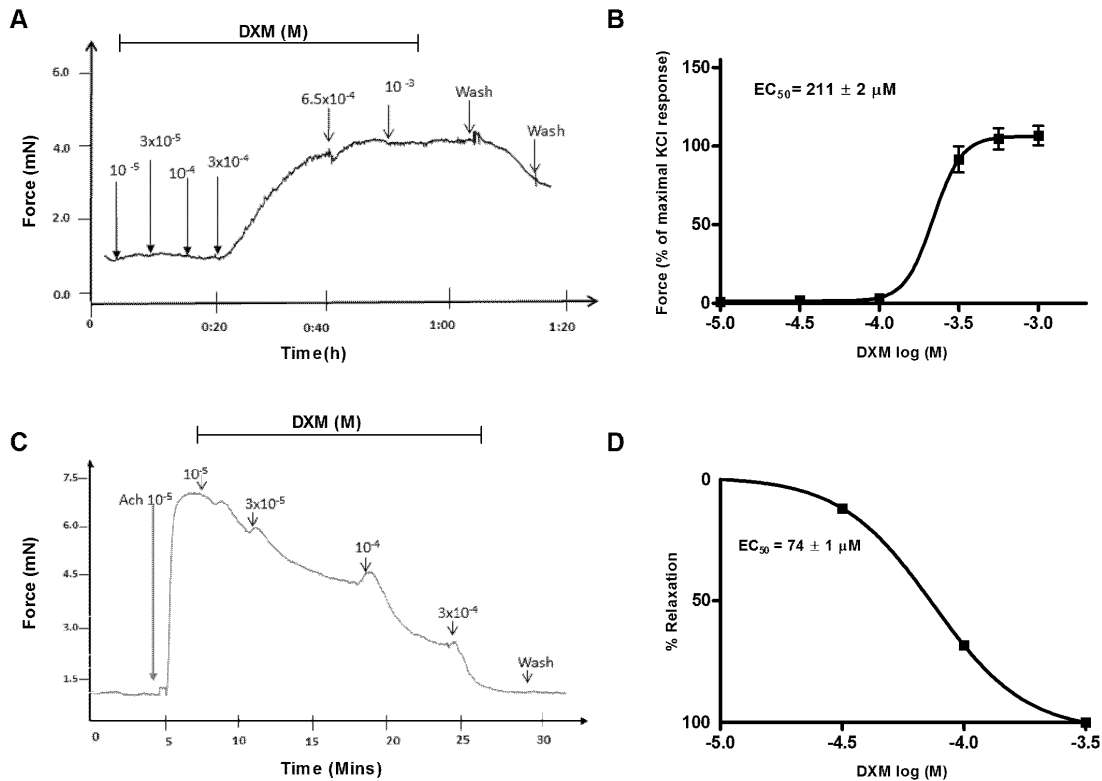 A
DXM (M)
6.0
4.0
2.0
0.0
Force (mN)
10⁻⁵
3x10⁻⁵
10⁻⁴
3x10⁻⁴
6.5x10⁻⁴
10⁻³
Wash
Wash
0
0:20
0:40
1:00
1:20
Time(h)
B
150
100
50
0
Force (% of maximal KCl response)
EC₅₀= 211 ± 2 µM
-5.0
-4.5
-4.0
-3.5
-3.0
DXM log (M)
C
DXM (M)
7.5
6.0
4.5
3.0
1.5
Force (mN)
Ach 10⁻⁵
10⁻⁵
3x10⁻⁵
10⁻⁴
3x10⁻⁴
Wash
0
5
10
15
20
25
30
Time (Mins)
D
0
50
100
% Relaxation
EC₅₀ = 74 ± 1 µM
-5.0
-4.5
-4.0
-3.5
DXM log (M)